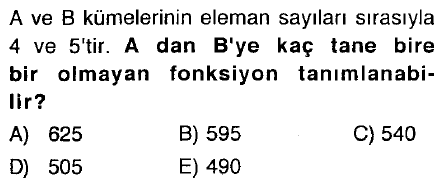 A ve B kümelerinin eleman sayıları sırasıyla
4 ve 5'tir. A dan B'ye kaç tane bire
bir olmayan fonksiyon tanımlanabi-
lir?
A) 625 B) 595 C) 540
D) 505 E) 490